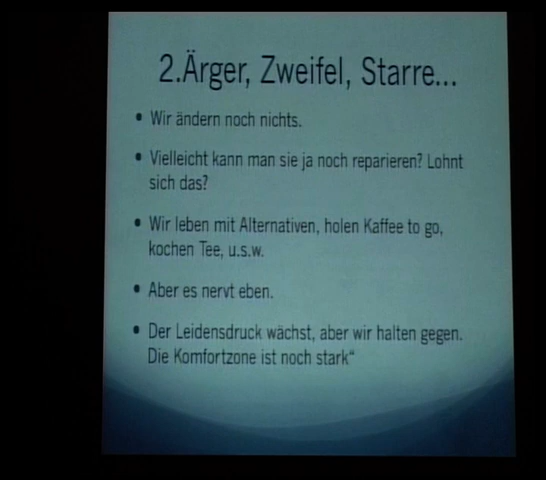 2.Ärger, Zweifel, Starre...
• Wir ändern noch nichts.
• Vielleicht kann man sie ja noch reparieren? Lohnt
sich das?
• Wir leben mit Alternativen, holen Kaffee to go,
kochen Tee, u.s.w.
• Aber es nervt eben.
• Der Leidensdruck wächst, aber wir halten gegen.
Die Komfortzone ist noch stark“